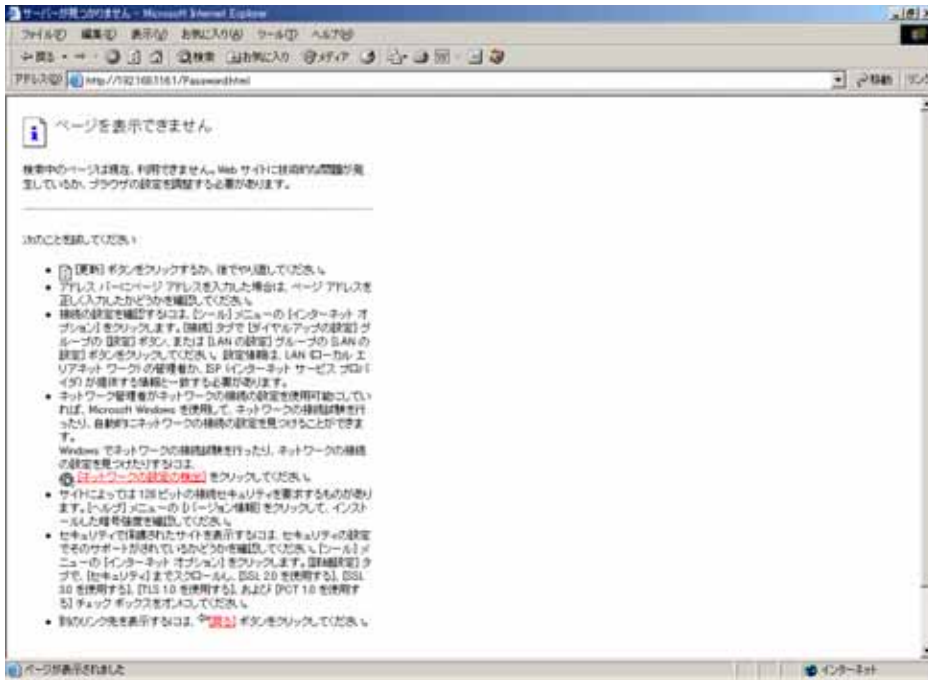 サーバーが見つかりません - Microsoft Internet Explorer
ファイル(F) 編集(E) 表示(V) お気に入り(A) ツール(T) ヘルプ(H)
戻る 検索 お気に入り メディア
アドレス(D) http://192.168.1.161/Password.html 移動 リンク
ページを表示できません
検索中のページは現在、利用できません。Web サイトに技術的な問題が発
生しているか、ブラウザの設定を調整する必要があります。
次のことを試してください:
• [更新] ボタンをクリックするか、後でやり直してください。
• アドレス バーにページ アドレスを入力した場合は、ページ アドレスを
正しく入力したかどうかを確認してください。
• 接続の設定を確認するには、[ツール] メニューの [インターネット オ
プション] をクリックします。[接続] タブで [ダイヤルアップの設定] グ
ループの [設定] ボタン、または [LAN の設定] グループの [LAN の
設定] ボタンをクリックしてください。設定情報は、LAN (ローカル エ
リアネット ワーク) の管理者か、ISP (インターネット サービス プロバ
イダ) が提供する情報と一致する必要があります。
• ネットワーク管理者がネットワークの接続の設定を使用可能にしてい
れば、Microsoft Windows を使用して、ネットワークの接続試験を行
ったり、自動的にネットワークの接続の設定を見つけることができま
す。
Windows でネットワークの接続試験を行ったり、ネットワークの接続
の設定を見つけたりするには
[ネットワークの設定の検出] をクリックしてください。
• サイトによっては 128 ビットの接続セキュリティを要求するものがあり
ます。[ヘルプ] メニューの [バージョン情報] をクリックして、インスト
ールした暗号強度を確認してください。
• セキュリティで保護されたサイトを表示するには、セキュリティの設定
でそのサポートがされているかどうかを確認してください。[ツール] メ
ニューの [インターネット オプション] をクリックします。[詳細設定] タ
ブで、[セキュリティ] までスクロールし、[SSL 2.0 を使用する]、[SSL
3.0 を使用する]、[TLS 1.0 を使用する]、および [PCT 1.0 を使用す
る] チェック ボックスをオンにしてください。
• 別のリンク先を表示するには、[戻る] ボタンをクリックしてください。
ページが表示されました インターネット